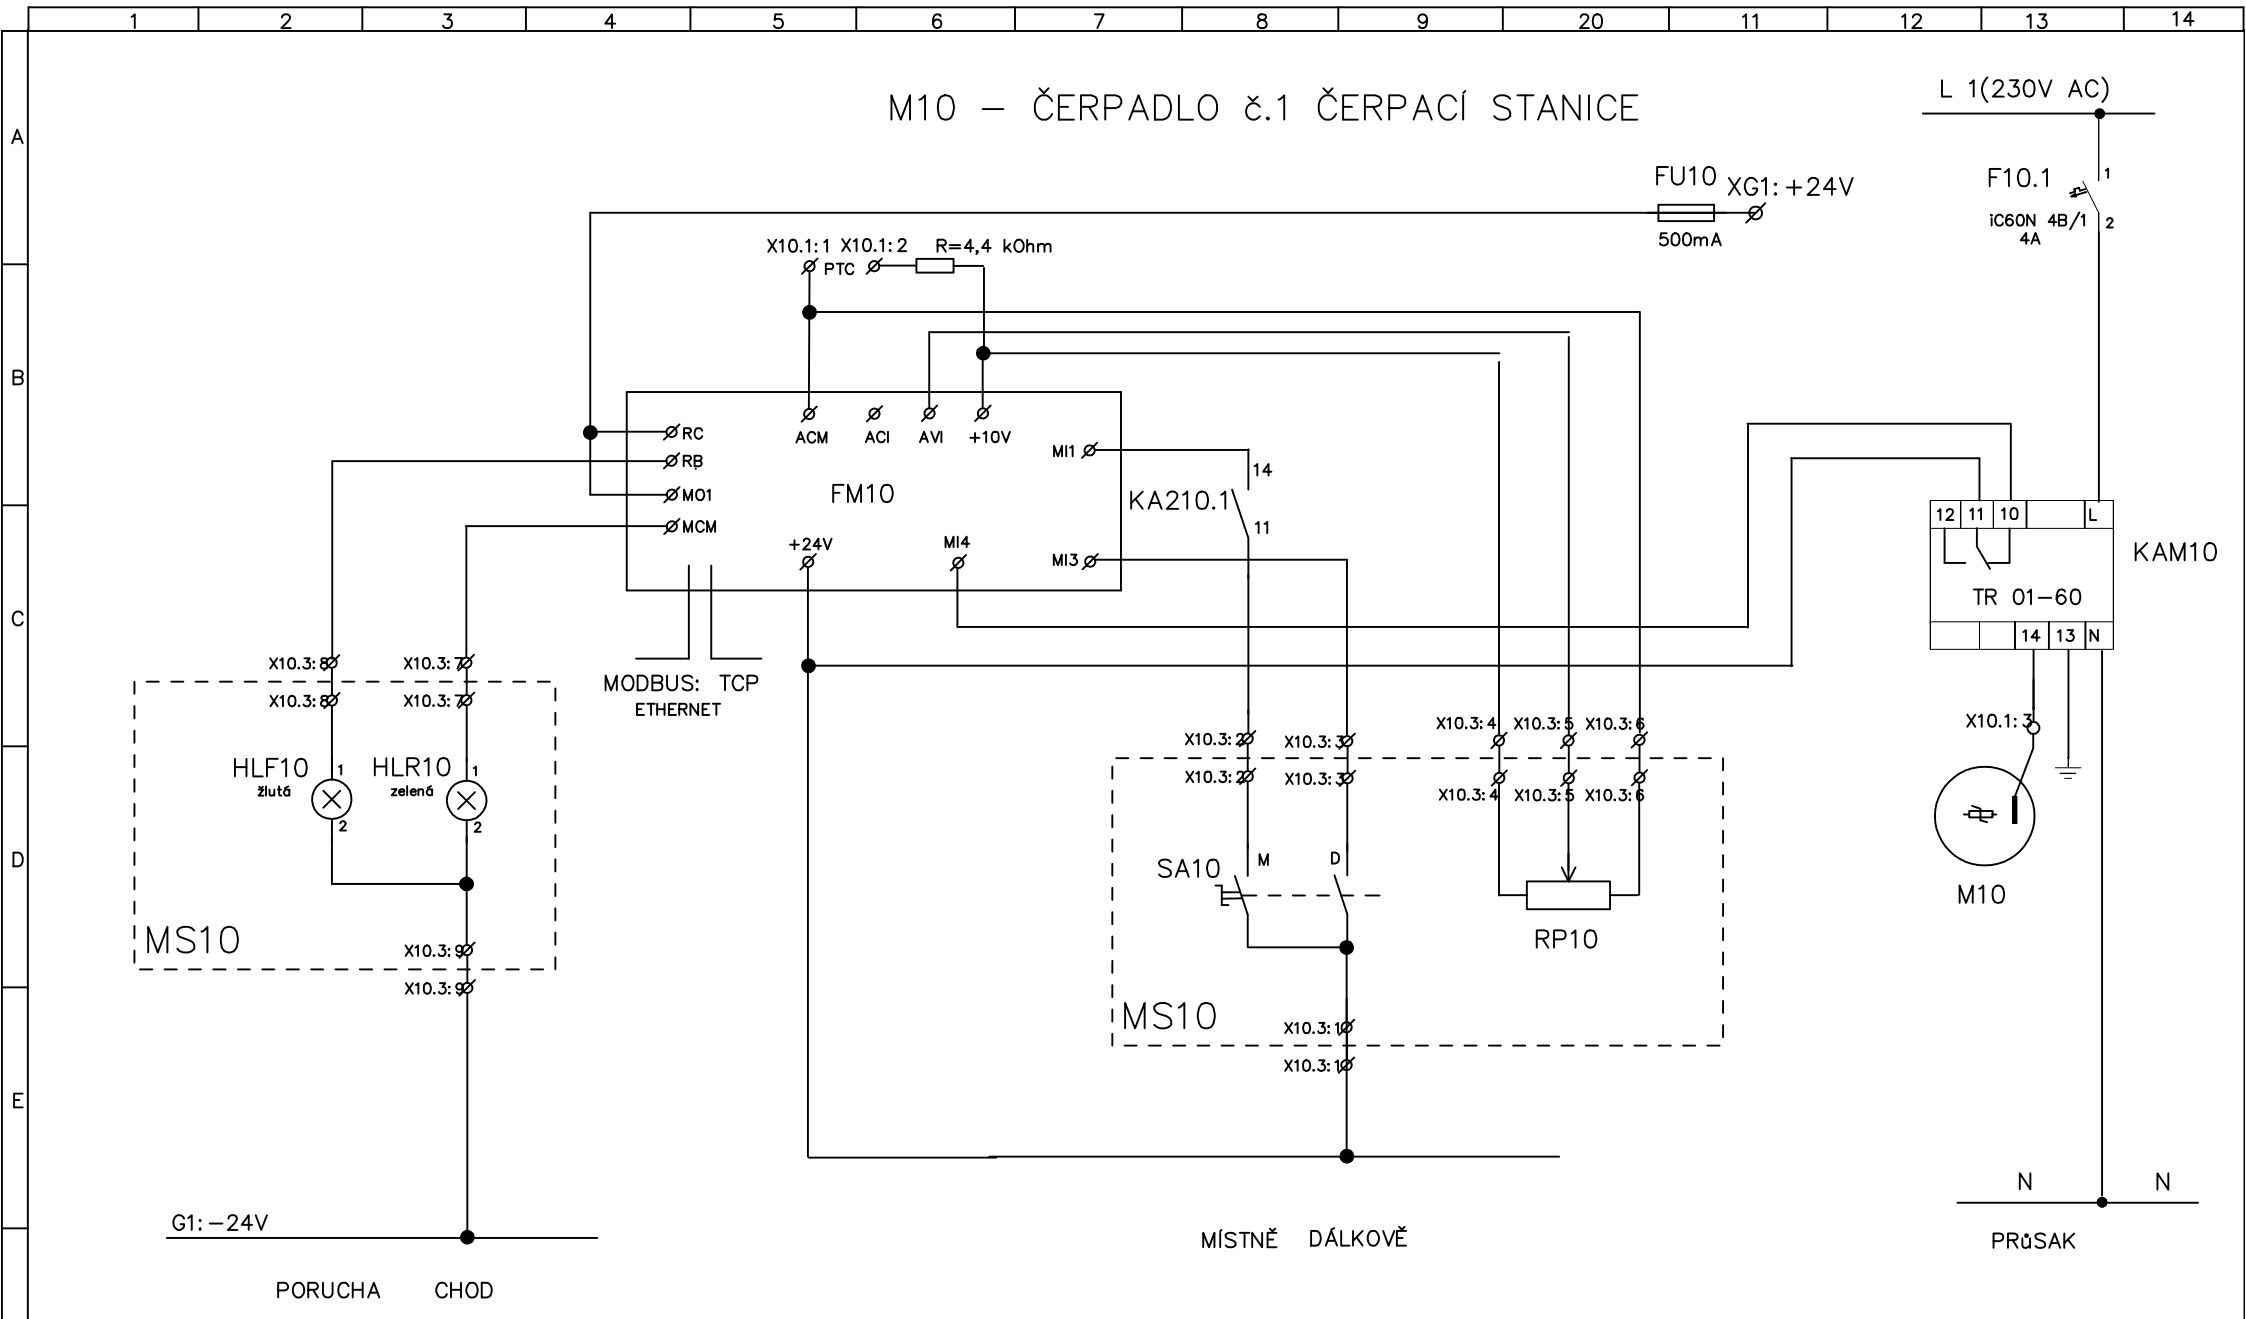 1 2 3 4 5 6 7 8 9 20 11 12 13 14
L 1(230V AC)
M10 – ČERPADLO č.1 ČERPACÍ STANICE
A
FU10 XG1:+24V
500mA
F10.1
1
iC60N 4B/1 2
4A
X10.1:1 X10.1:2 R=4,4 kOhm
PTC
B
RC
RB
MO1
MCM
ACM ACI AVI +10V
FM10
MI1
MI3
+24V
MI4
14
KA210.1
11
12 11 10 L
KAM10
TR 01-60
14 13 N
C
MODBUS: TCP
ETHERNET
X10.3:8 X10.3:7
X10.3:8 X10.3:7
X10.3:2 X10.3:3 X10.3:4 X10.3:5 X10.3:6
X10.3:2 X10.3:3 X10.3:4 X10.3:5 X10.3:6
X10.1:3
HLF10 1 HLR10 1
žlutá zelená
2 2
D
SA10 M D
M10
RP10
MS10
X10.3:9
X10.3:9
MS10
X10.3:1
X10.3:1
E
N N
G1:-24V
MÍSTNĚ DÁLKOVĚ
PRůSAK
PORUCHA CHOD